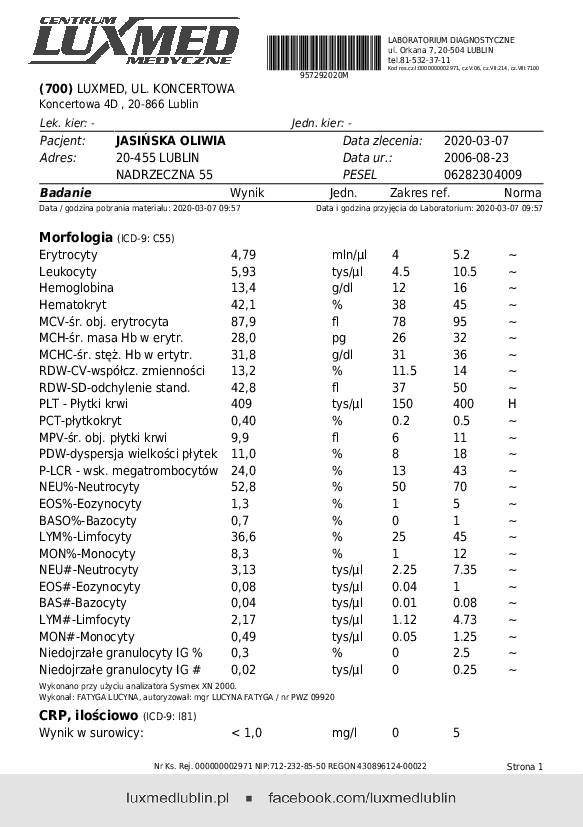 CENTRUM
LUXMED
MEDYCZNE
957292020M
LABORATORIUM DIAGNOSTYCZNE
ul. Orkana 7, 20-504 LUBLIN
tel.81-532-37-11
Kod res.cz.I:000000002971, cz.V:06, cz.VII:214, cz.VIII:7100
(700) LUXMED, UL. KONCERTOWA
Koncertowa 4D , 20-866 Lublin
Lek. kier: - Jedn. kier: -
Pacjent: JASIŃSKA OLIWIA Data zlecenia: 2020-03-07
Adres: 20-455 LUBLIN Data ur.: 2006-08-23
NADRZECZNA 55 PESEL 06282304009
Badanie Wynik Jedn. Zakres ref. Norma
Data / godzina pobrania materiału: 2020-03-07 09:57 Data i godzina przyjęcia do Laboratorium: 2020-03-07 09:57
Morfologia (ICD-9: C55)
Erytrocyty 4,79 mln/µl 4 5.2 ~
Leukocyty 5,93 tys/µl 4.5 10.5 ~
Hemoglobina 13,4 g/dl 12 16 ~
Hematokryt 42,1 % 38 45 ~
MCV-śr. obj. erytrocyta 87,9 fl 78 95 ~
MCH-śr. masa Hb w erytr. 28,0 pg 26 32 ~
MCHC-śr. stęż. Hb w ertytr. 31,8 g/dl 31 36 ~
RDW-CV-współcz. zmienności 13,2 % 11.5 14 ~
RDW-SD-odchylenie stand. 42,8 fl 37 50 ~
PLT - Płytki krwi 409 tys/µl 150 400 H
PCT-płytkokryt 0,40 % 0.2 0.5 ~
MPV-śr. obj. płytki krwi 9,9 fl 6 11 ~
PDW-dyspersja wielkości płytek 11,0 % 8 18 ~
P-LCR - wsk. megatrombocytów 24,0 % 13 43 ~
NEU%-Neutrocyty 52,8 % 50 70 ~
EOS%-Eozynocyty 1,3 % 1 5 ~
BASO%-Bazocyty 0,7 % 0 1 ~
LYM%-Limfocyty 36,6 % 25 45 ~
MON%-Monocyty 8,3 % 1 12 ~
NEU#-Neutrocyty 3,13 tys/µl 2.25 7.35 ~
EOS#-Eozynocyty 0,08 tys/µl 0.04 1 ~
BAS#-Bazocyty 0,04 tys/µl 0.01 0.08 ~
LYM#-Limfocyty 2,17 tys/µl 1.12 4.73 ~
MON#-Monocyty 0,49 tys/µl 0.05 1.25 ~
Niedojrzałe granulocyty IG % 0,3 % 0 2.5 ~
Niedojrzałe granulocyty IG # 0,02 tys/µl 0 0.25 ~
Wykonano przy użyciu analizatora Sysmex XN 2000.
Wykonał: FATYGA LUCYNA, autoryzował: mgr LUCYNA FATYGA / nr PWZ 09920
CRP, ilościowo (ICD-9: I81)
Wynik w surowicy: < 1,0 mg/l 0 5
Nr Ks. Rej. 000000002971 NIP:712-232-85-50 REGON 430896124-00022 Strona 1
luxmedlublin.pl ■ facebook.com/luxmedlublin